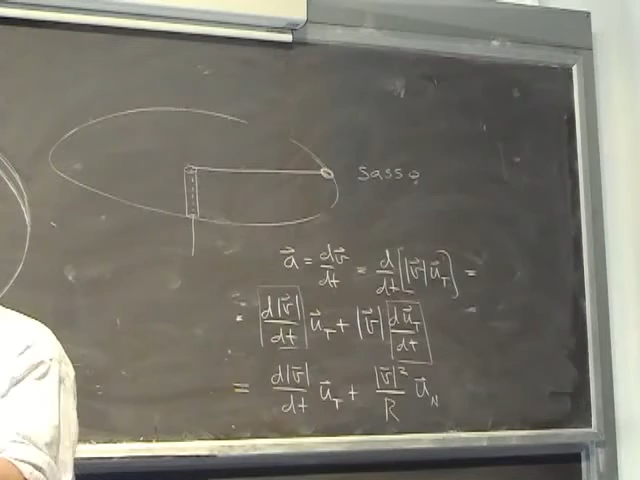 sasso
a⃗ = dv⃗/dt = d/dt [|v⃗| u⃗_T] =
= d|v⃗|/dt u⃗_T + |v⃗| du⃗_T/dt =
= d|v⃗|/dt u⃗_T + |v⃗|²/R u⃗_N